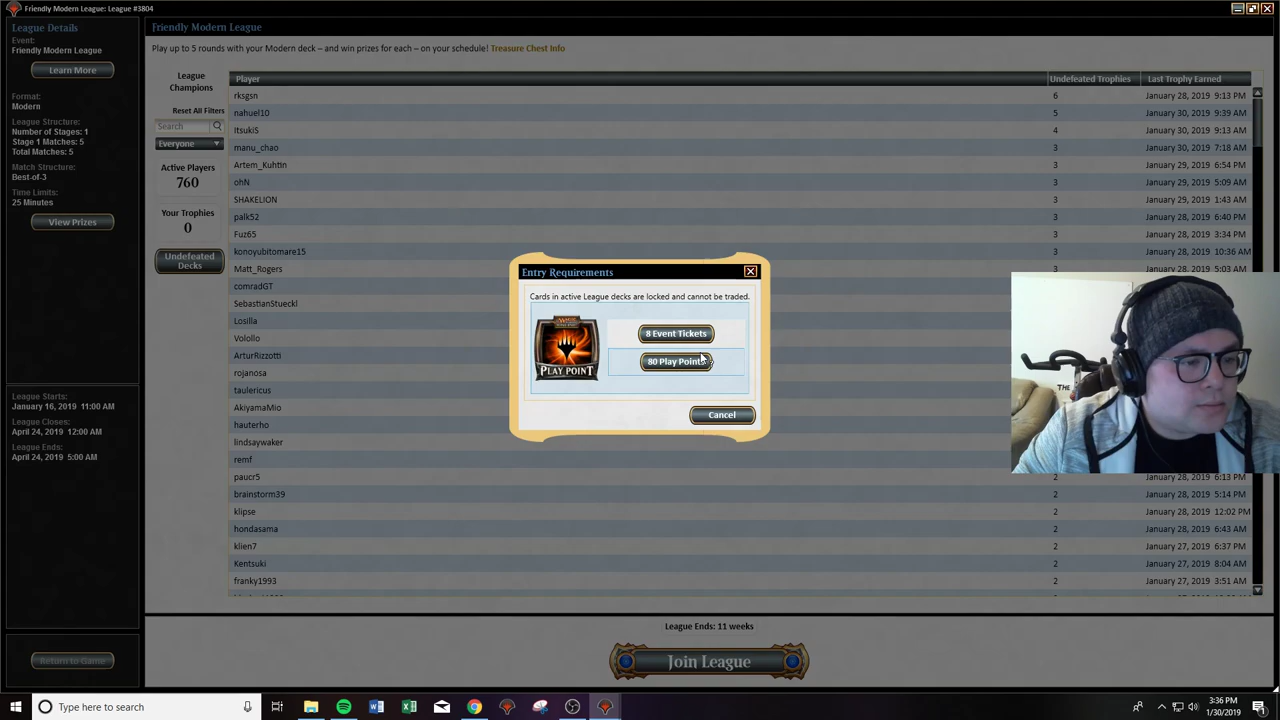 Friendly Modern League: League #3804
League Details
Event:
Friendly Modern League
Learn More
Format:
Modern
League Structure:
Number of Stages: 1
Stage 1 Matches: 5
Total Matches: 5
Match Structure:
Best-of-3
Time Limits:
25 Minutes
View Prizes
League Starts:
January 16, 2019 11:00 AM
League Closes:
April 24, 2019 12:00 AM
League Ends:
April 24, 2019 5:00 AM
Return to Game
Friendly Modern League
Play up to 5 rounds with your Modern deck – and win prizes for each – on your schedule! Treasure Chest Info
League
Champions
Reset All Filters
Search
Everyone
Active Players
760
Your Trophies
0
Undefeated
Decks
Player Undefeated Trophies Last Trophy Earned
rksgsn 6 January 28, 2019 9:13 PM
nahuel10 5 January 30, 2019 9:39 AM
ItsukiS 4 January 30, 2019 9:13 AM
manu_chao 3 January 30, 2019 7:18 AM
Artem_Kuhtin 3 January 29, 2019 6:54 PM
ohN 3 January 29, 2019 5:09 AM
SHAKELION 3 January 29, 2019 1:43 AM
palk52 3 January 28, 2019 6:40 PM
Fuz65 3 January 28, 2019 3:34 PM
konoyubitomare15 3 January 28, 2019 10:36 AM
Matt_Rogers 3 January 28, 2019 5:03 AM
comradGT
SebastianStueckl
Losilla
Volollo
ArturRizzotti
rojanosa
taulericus
AkiyamaMio
hauterho
lindsaywaker
remf
paucr5 2 January 28, 2019 6:13 PM
brainstorm39 2 January 28, 2019 5:14 PM
klipse 2 January 28, 2019 12:02 PM
hondasama 2 January 28, 2019 6:43 AM
klien7 2 January 27, 2019 6:37 PM
Kentsuki 2 January 27, 2019 8:04 AM
franky1993 2 January 27, 2019 3:51 AM
Entry Requirements
Cards in active League decks are locked and cannot be traded.
PLAY POINT
8 Event Tickets
80 Play Points
Cancel
THE
League Ends: 11 weeks
Join League
Type here to search
3:36 PM
1/30/2019